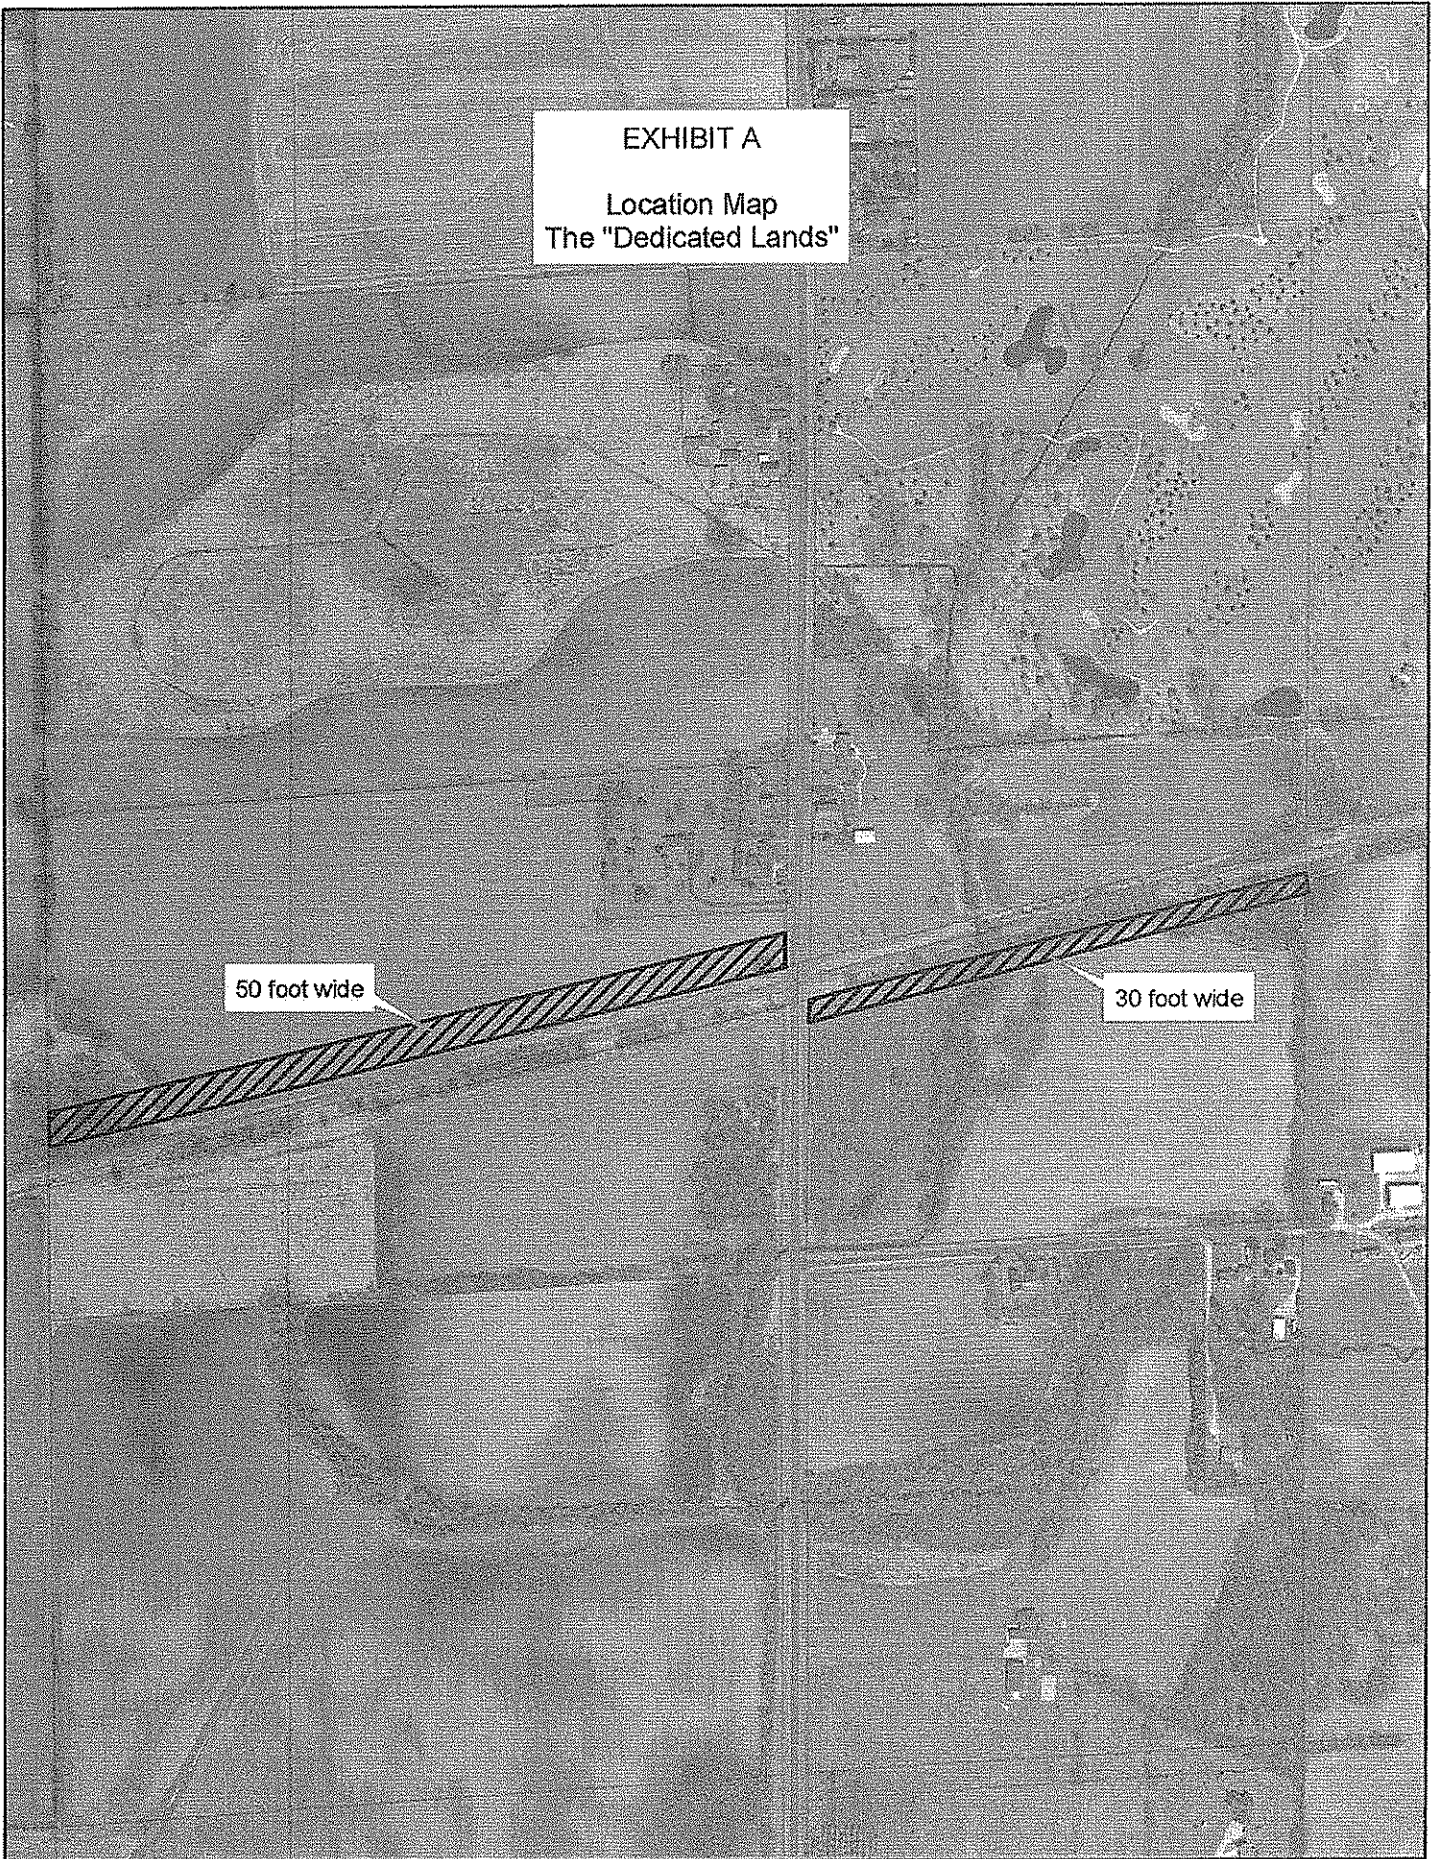 EXHIBIT A
Location Map
The "Dedicated Lands"
50 foot wide
30 foot wide